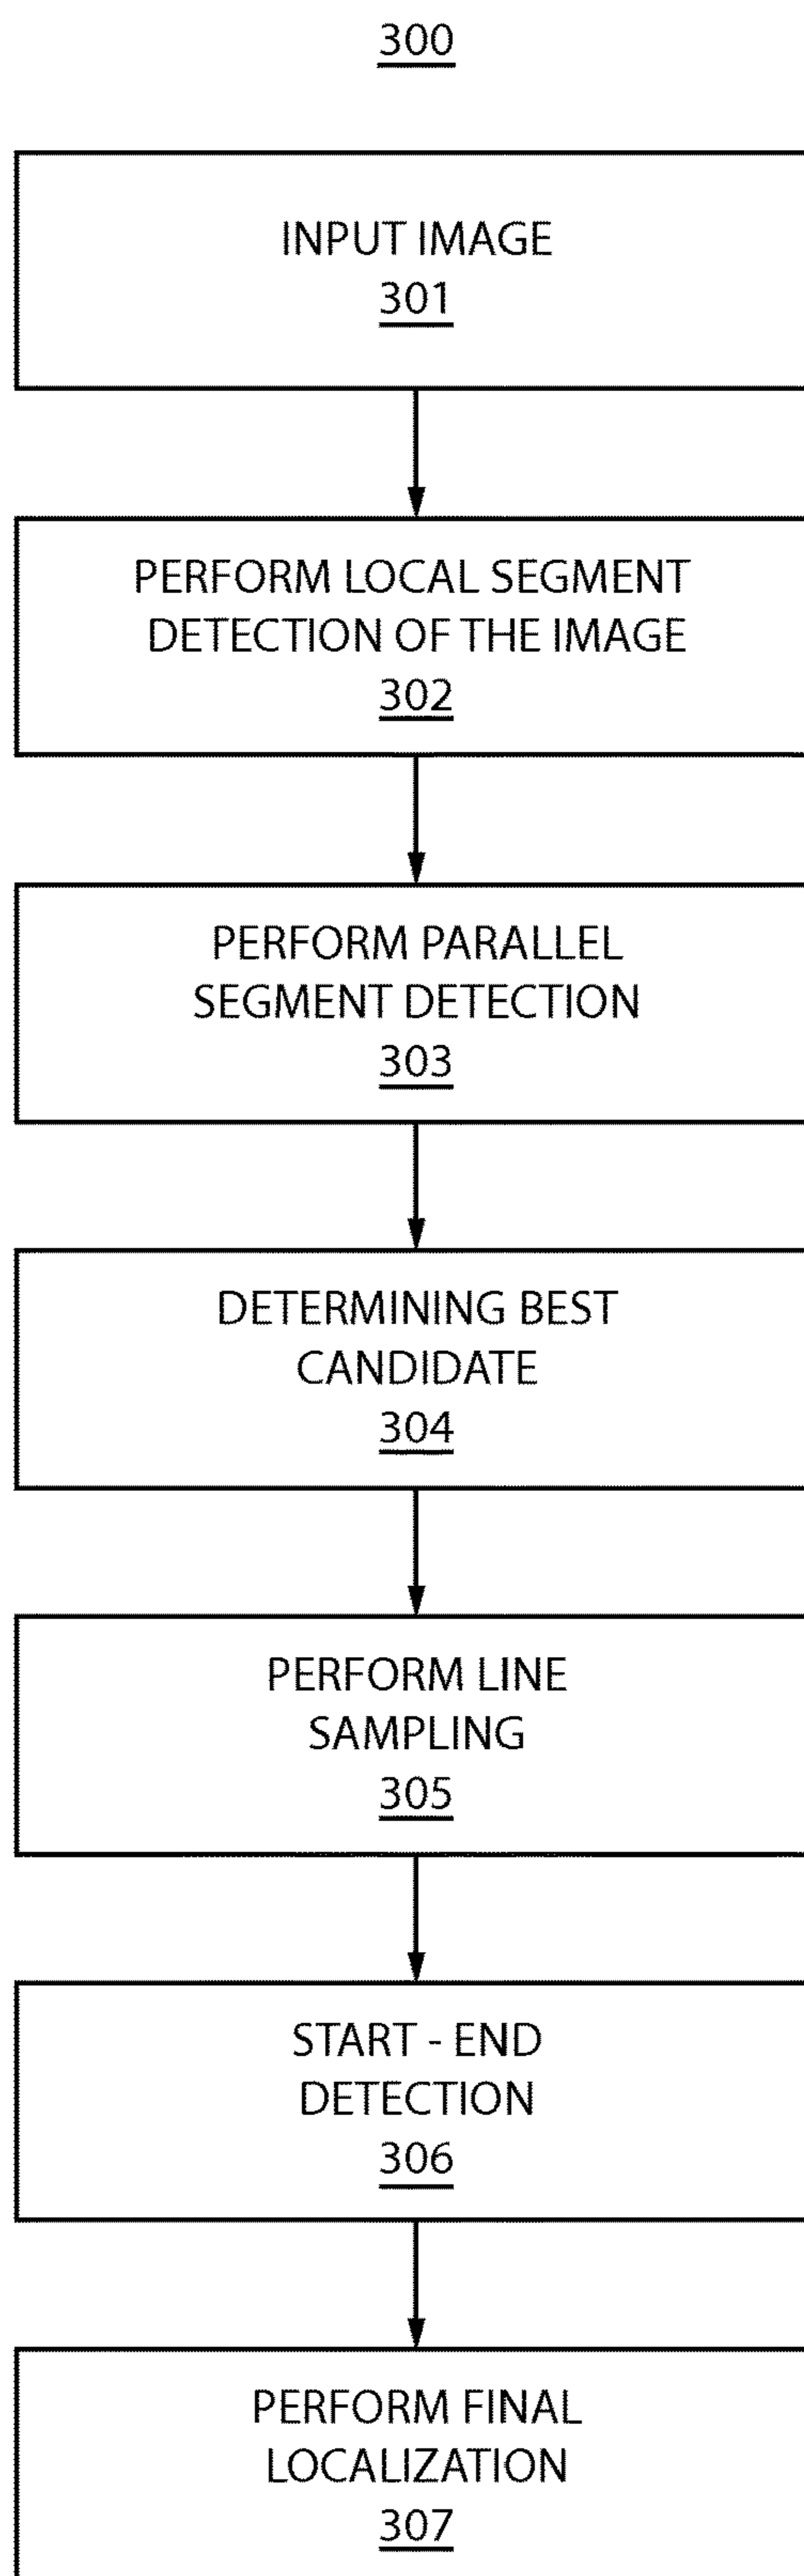 300
INPUT IMAGE
301
PERFORM LOCAL SEGMENT
DETECTION OF THE IMAGE
302
PERFORM PARALLEL
SEGMENT DETECTION
303
DETERMINING BEST
CANDIDATE
304
PERFORM LINE
SAMPLING
305
START - END
DETECTION
306
PERFORM FINAL
LOCALIZATION
307